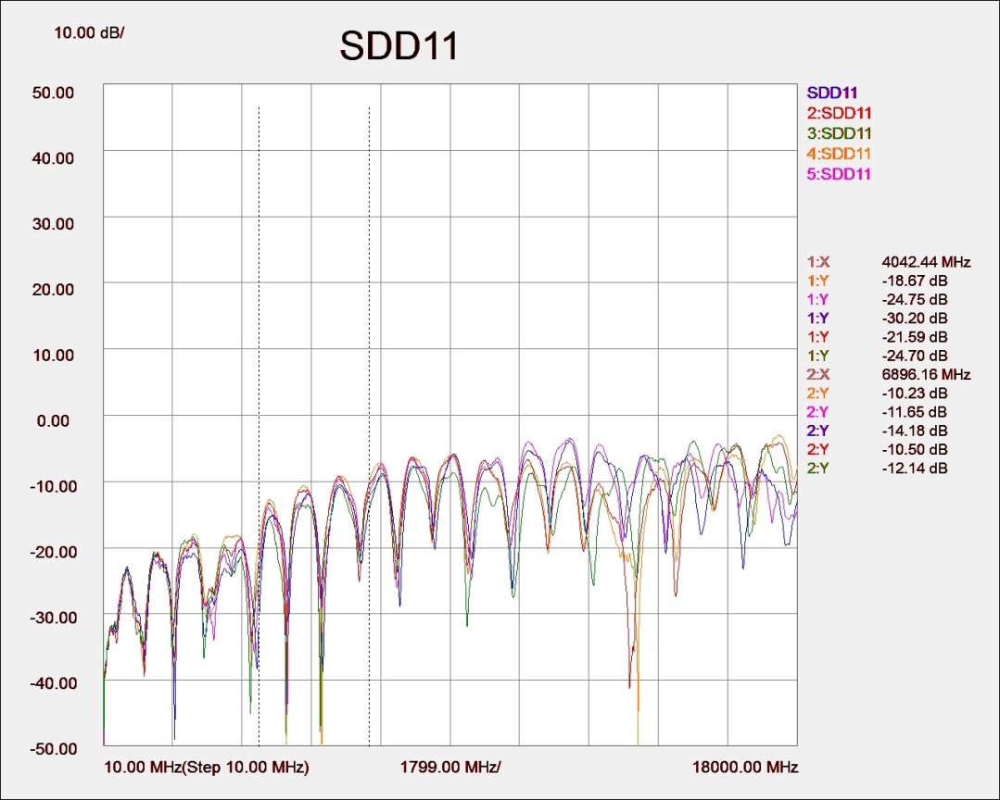 10.00 dB/
SDD11
50.00
40.00
30.00
20.00
10.00
0.00
-10.00
-20.00
-30.00
-40.00
-50.00
10.00 MHz(Step 10.00 MHz)
1799.00 MHz/
18000.00 MHz
SDD11
2:SDD11
3:SDD11
4:SDD11
5:SDD11
1:X 4042.44 MHz
1:Y -18.67 dB
1:Y -24.75 dB
1:Y -30.20 dB
1:Y -21.59 dB
1:Y -24.70 dB
2:X 6896.16 MHz
2:Y -10.23 dB
2:Y -11.65 dB
2:Y -14.18 dB
2:Y -10.50 dB
2:Y -12.14 dB